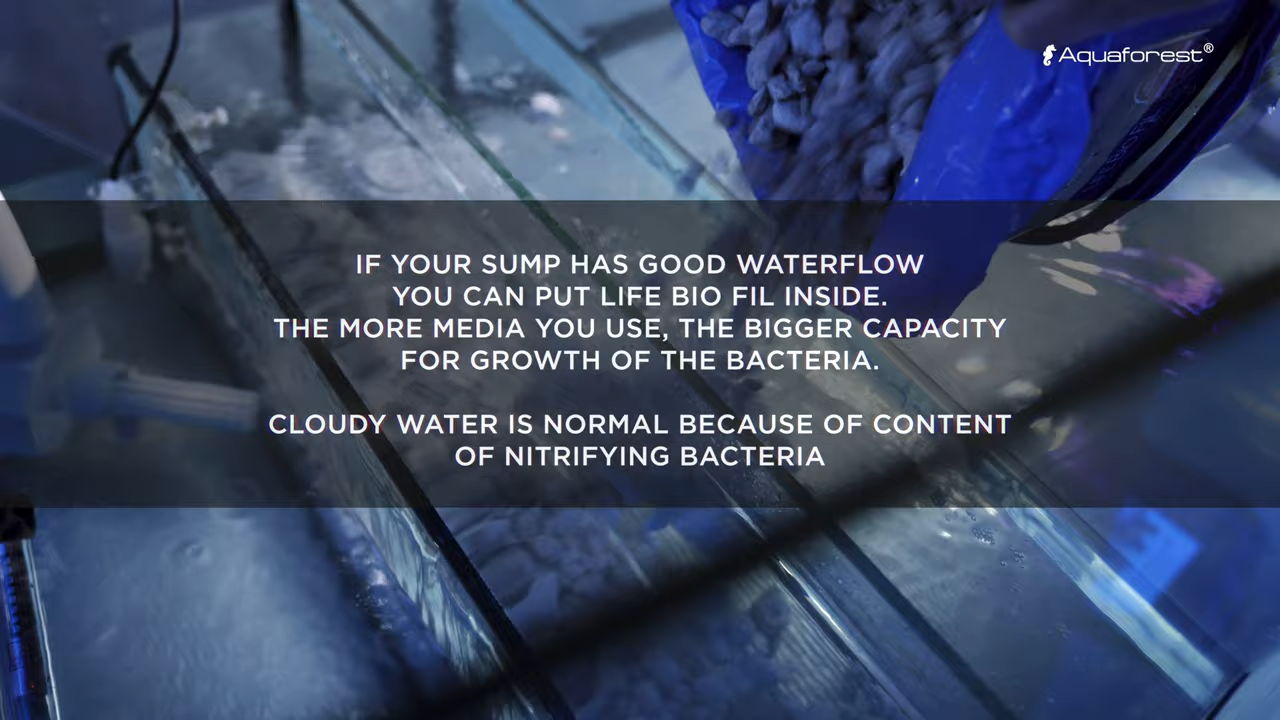 Aquaforest®
IF YOUR SUMP HAS GOOD WATERFLOW
YOU CAN PUT LIFE BIO FIL INSIDE.
THE MORE MEDIA YOU USE, THE BIGGER CAPACITY
FOR GROWTH OF THE BACTERIA.
CLOUDY WATER IS NORMAL BECAUSE OF CONTENT
OF NITRIFYING BACTERIA